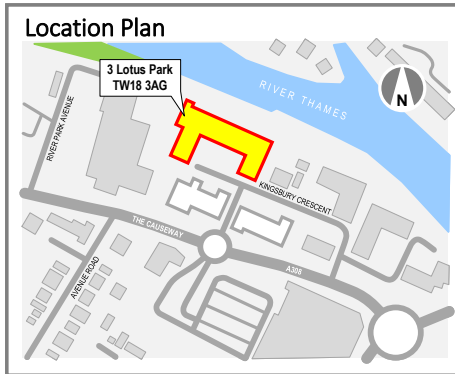 Location Plan
3 Lotus Park
TW18 3AG
RIVER THAMES
N
RIVER PARK AVENUE
KINGSBURY CRESCENT
THE CAUSEWAY
A308
AVENUE ROAD